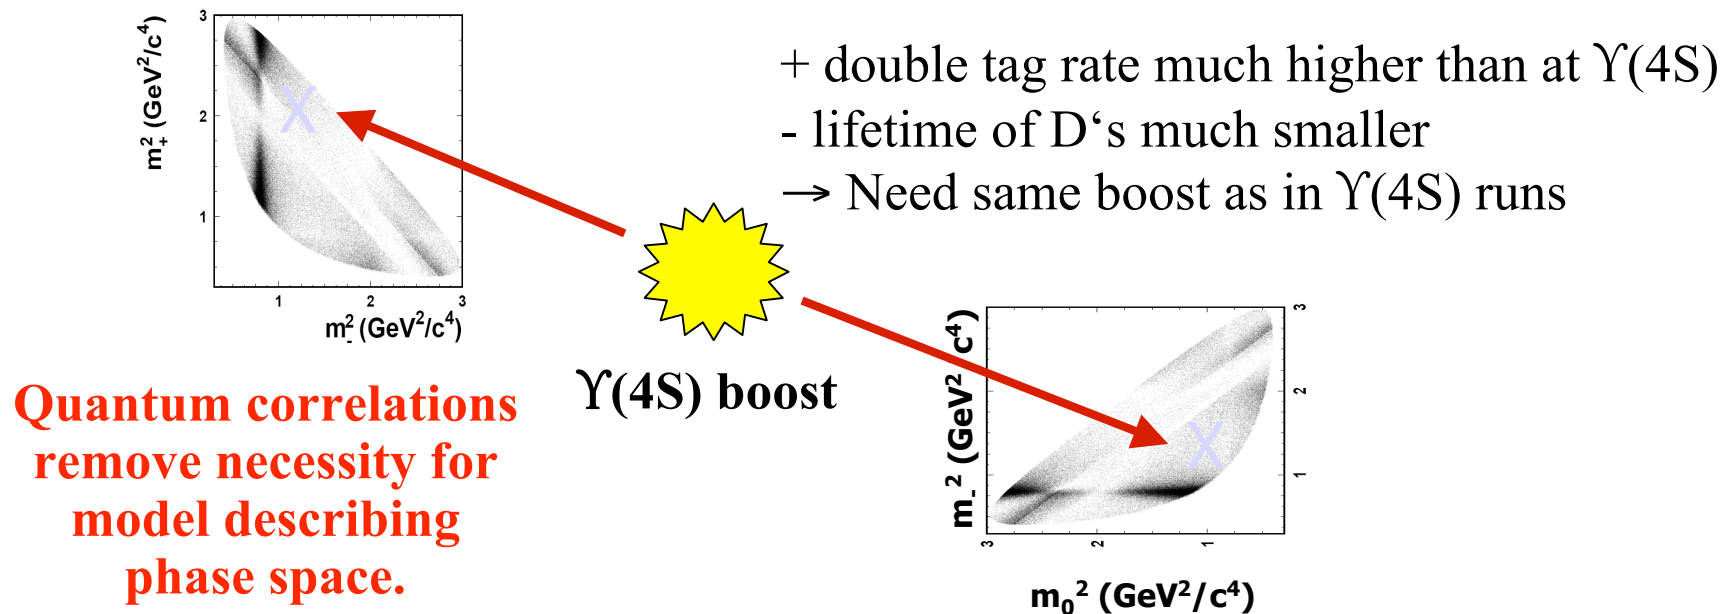 3
2
1
m₊² (GeV²/c⁴)
1 2 3
m₋² (GeV²/c⁴)
X
+ double tag rate much higher than at ϒ(4S)
- lifetime of D‘s much smaller
→ Need same boost as in ϒ(4S) runs
ϒ(4S) boost
Quantum correlations
remove necessity for
model describing
phase space.
m₋² (GeV² c⁴)
X
3
2
1
3 2 1
m₀² (GeV²/c⁴)